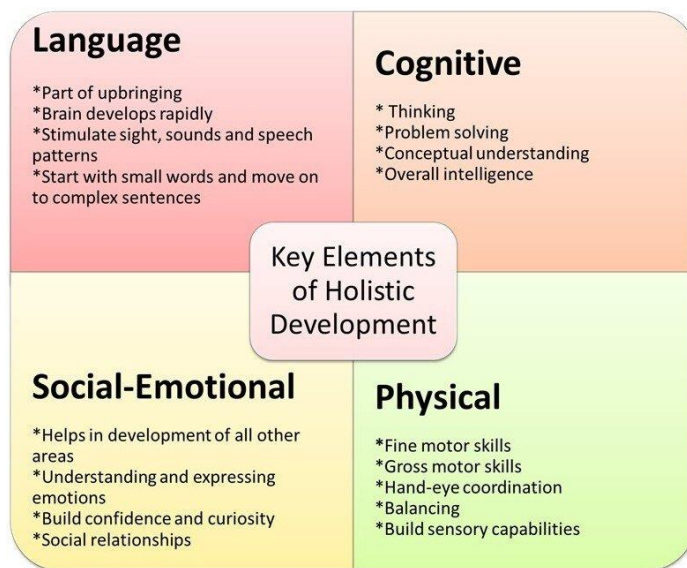 Language
*Part of upbringing
*Brain develops rapidly
*Stimulate sight, sounds and speech
patterns
*Start with small words and move on
to complex sentences
Cognitive
* Thinking
*Problem solving
*Conceptual understanding
*Overall intelligence
Key Elements
of Holistic
Development
Social-Emotional
*Helps in development of all other
areas
*Understanding and expressing
emotions
*Build confidence and curiosity
*Social relationships
Physical
*Fine motor skills
*Gross motor skills
*Hand-eye coordination
*Balancing
*Build sensory capabilities